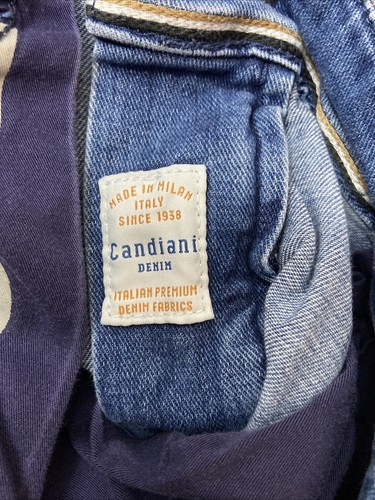 MADE IN MILAN
ITALY
SINCE 1938
Candiani
DENIM
ITALIAN PREMIUM
DENIM FABRICS